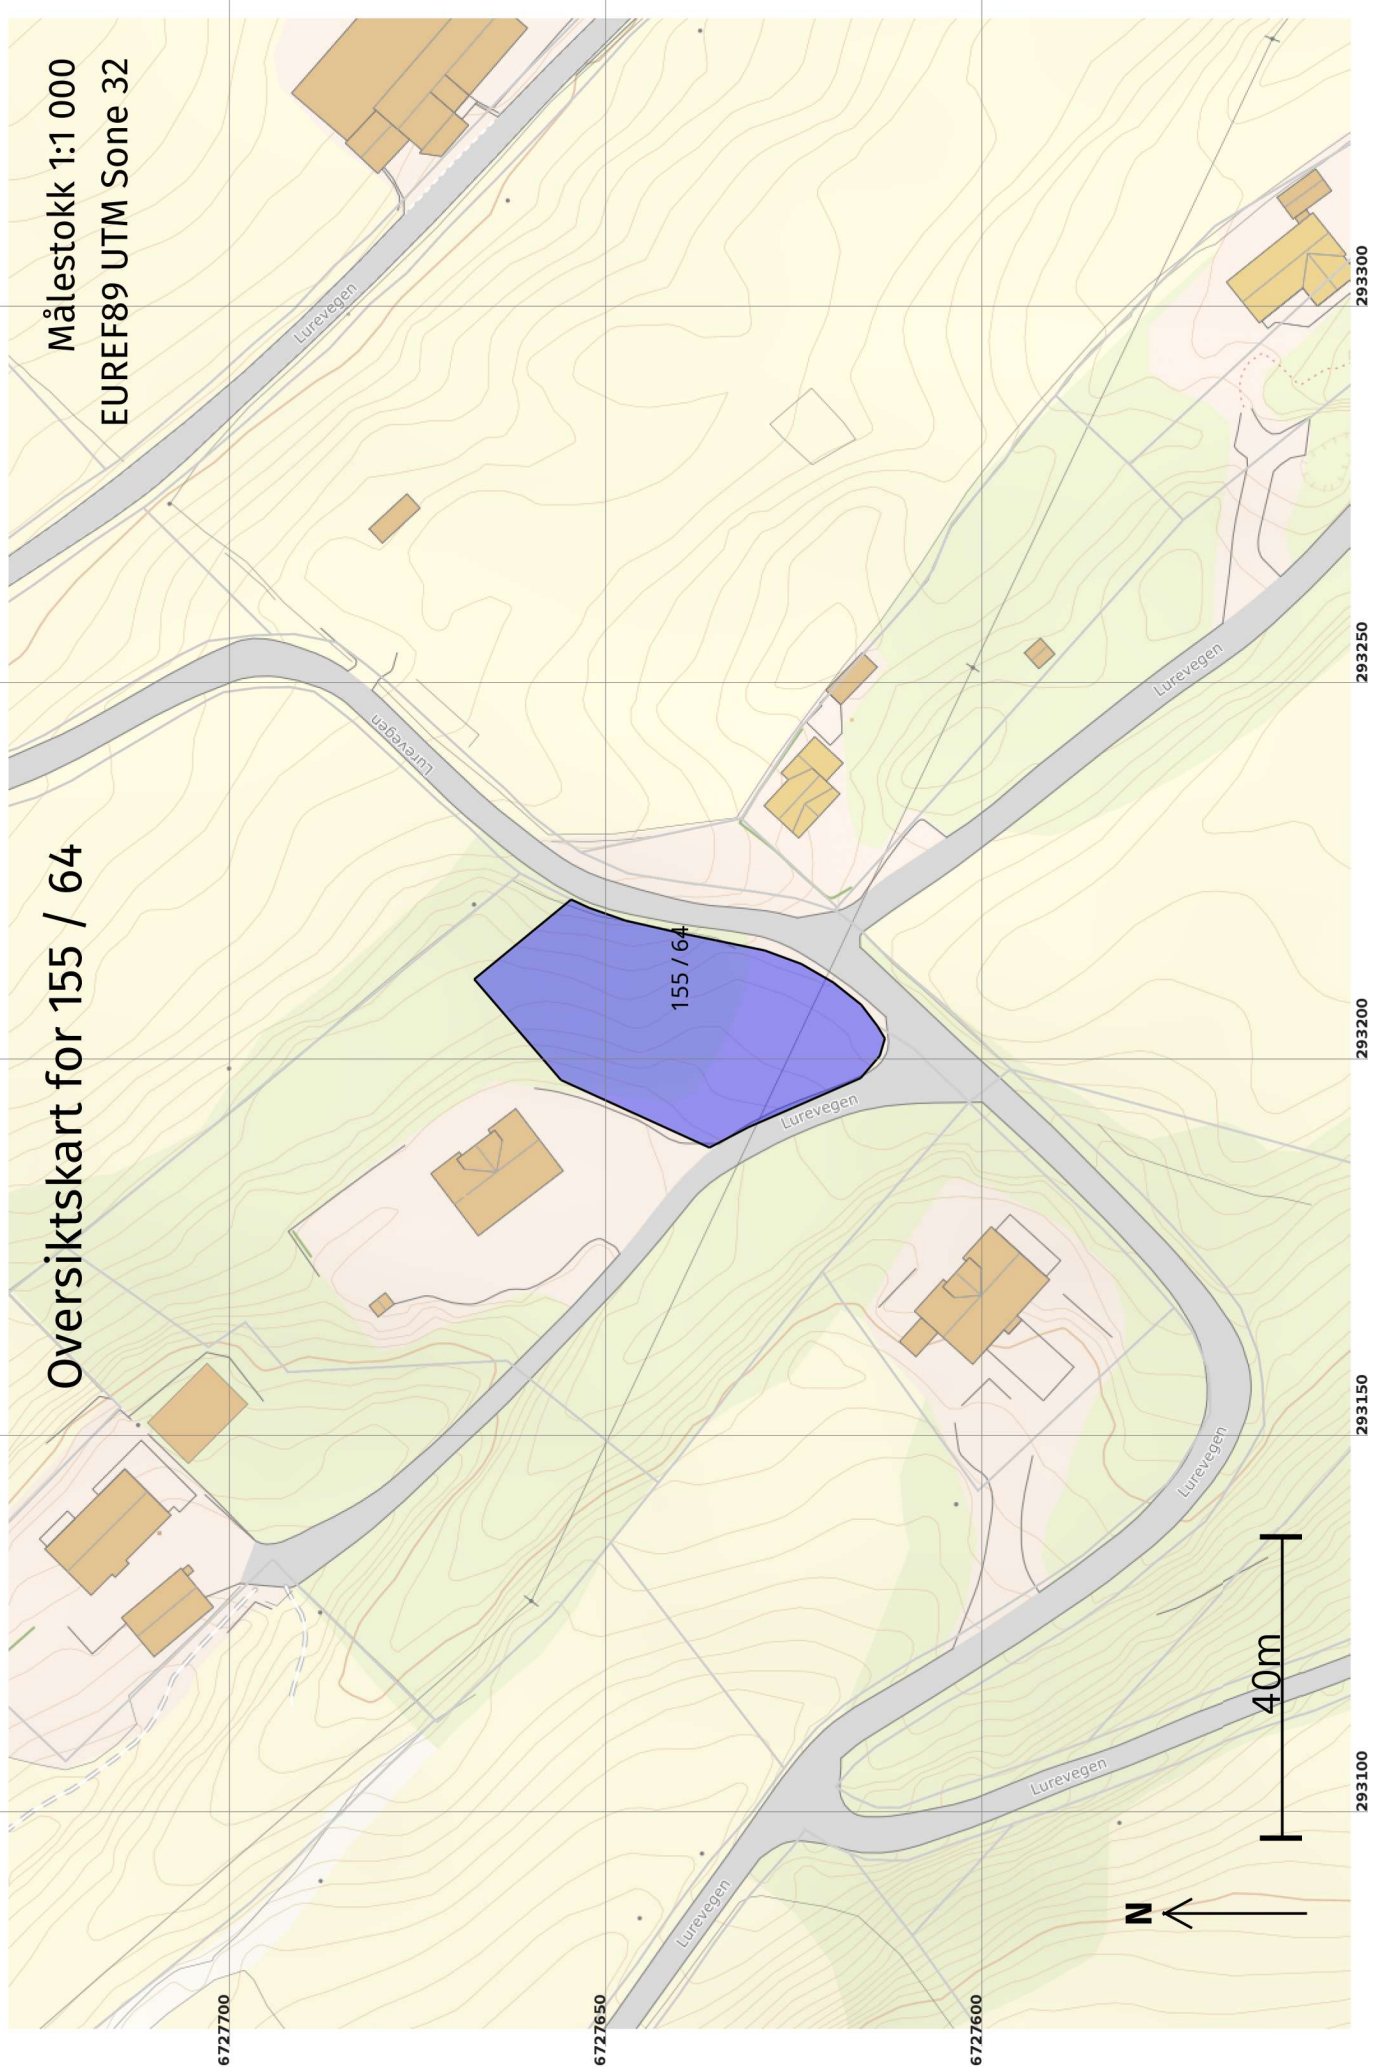 Oversiktskart for 155 / 64
Målestokk 1:1 000
EUREF89 UTM Sone 32
Lurevegen
Lurevegen
155 / 64
Lurevegen
Lurevegen
Lurevegen
Lurevegen
Lurevegen
40m
N
6727700
6727650
6727600
293100
293150
293200
293250
293300